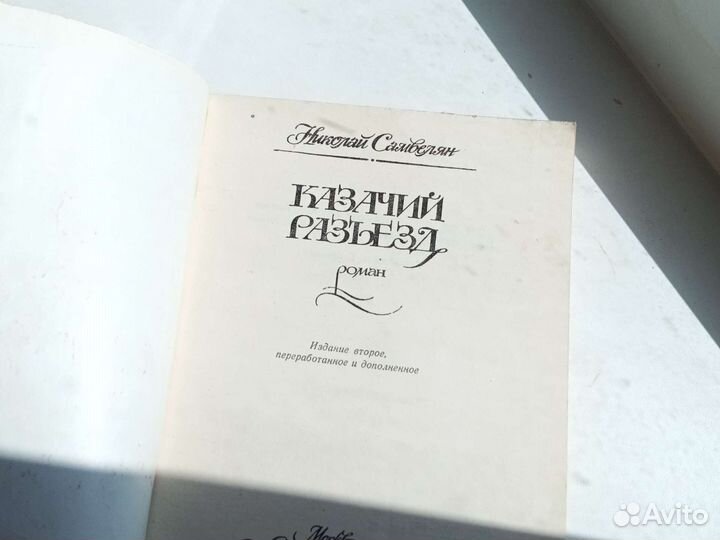 Николай Самвелян
КАЗАЧИЙ
РАЗЪЕЗД
роман
Издание второе,
переработанное и дополненное
Avito